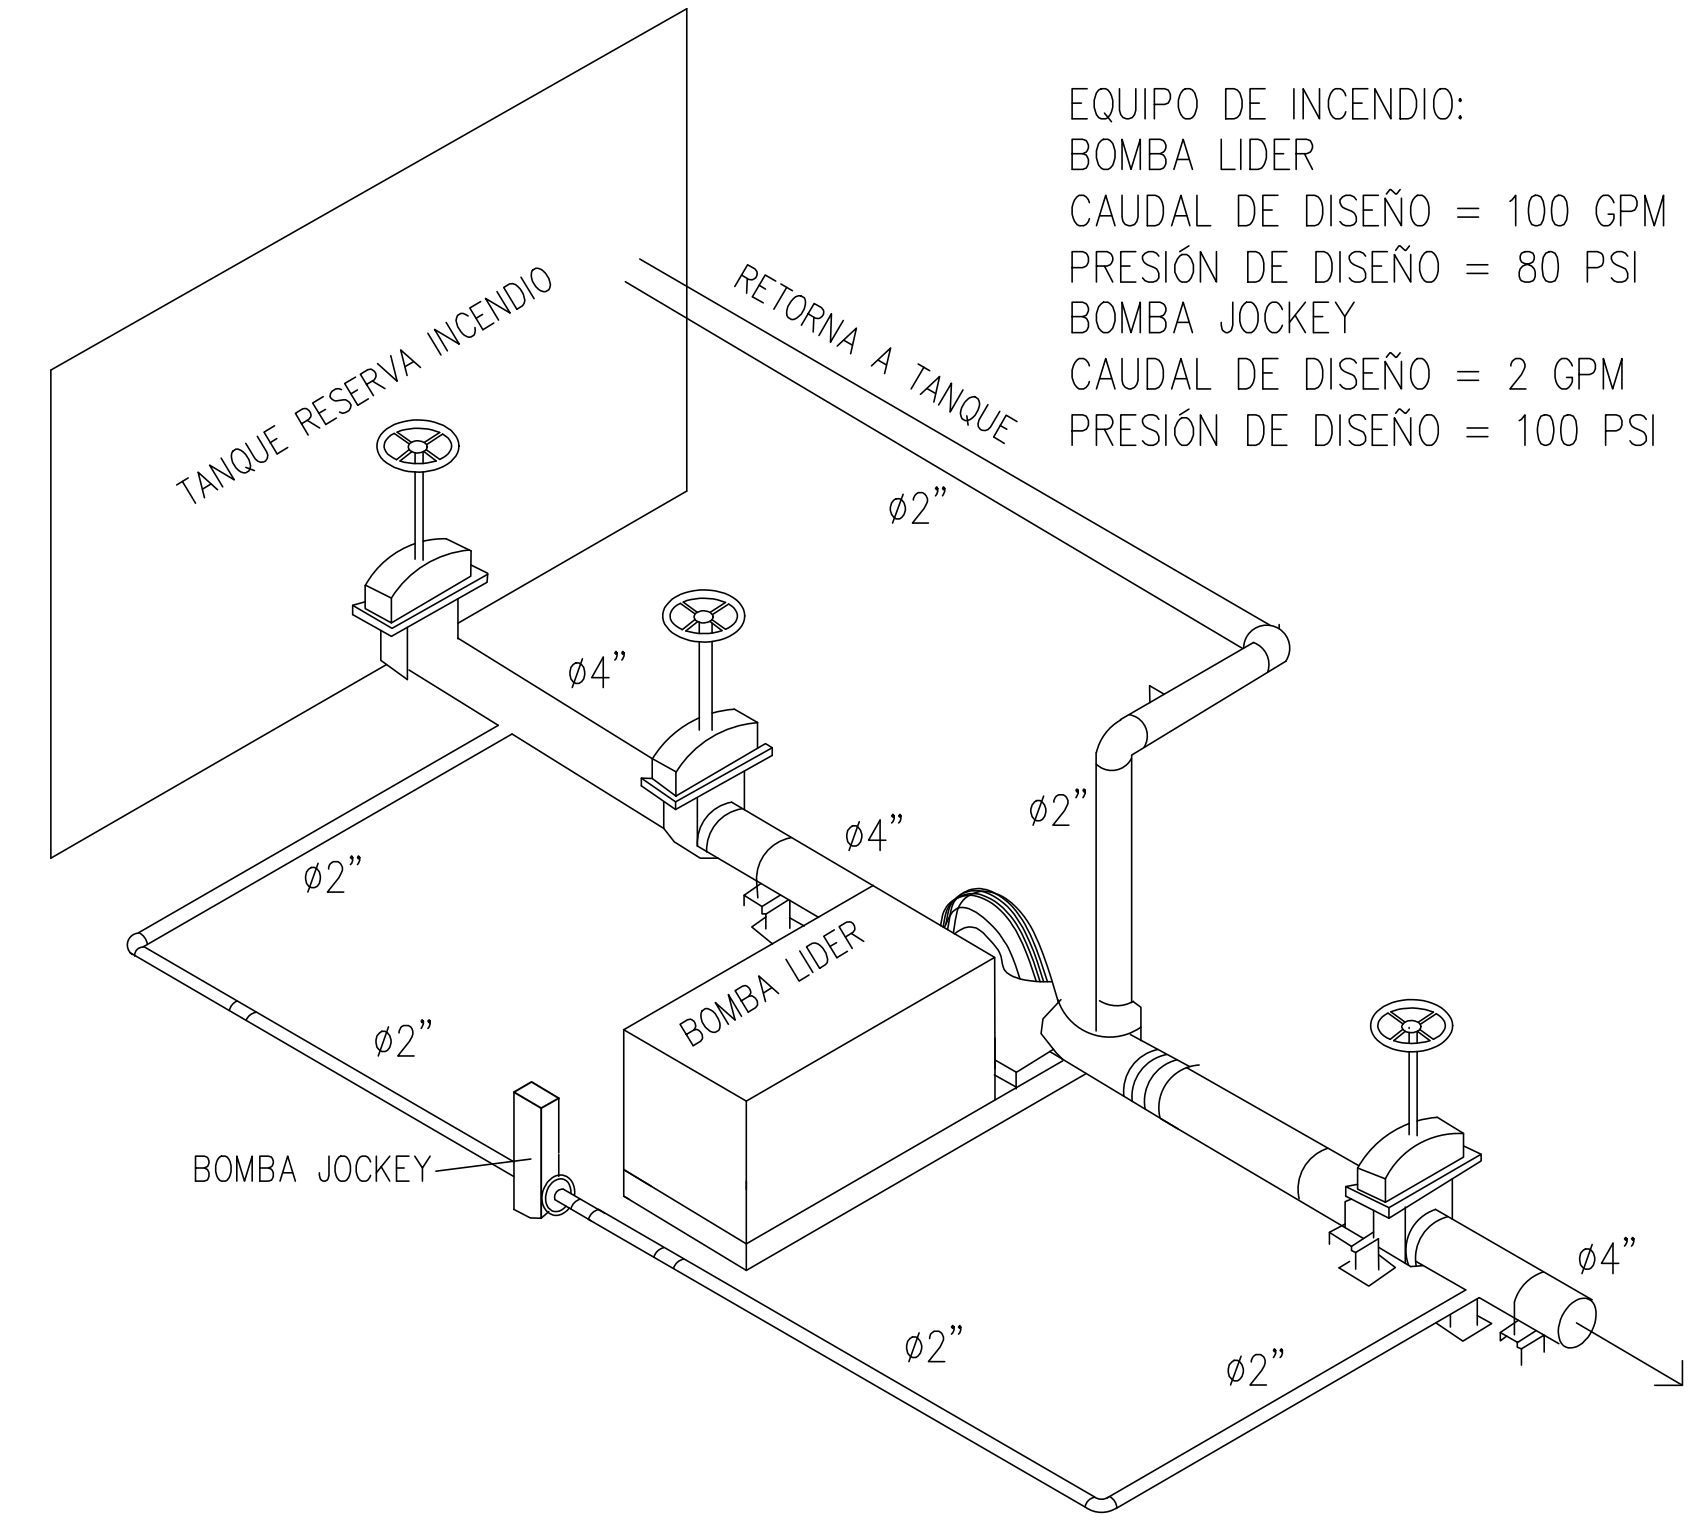 EQUIPO DE INCENDIO:
BOMBA LIDER
CAUDAL DE DISEÑO = 100 GPM
PRESIÓN DE DISEÑO = 80 PSI
BOMBA JOCKEY
CAUDAL DE DISEÑO = 2 GPM
PRESIÓN DE DISEÑO = 100 PSI
TANQUE RESERVA INCENDIO
RETORNA A TANQUE
ø2”
ø4”
ø2”
ø4”
ø2”
BOMBA LIDER
ø2”
BOMBA JOCKEY
ø4”
ø2”
ø2”